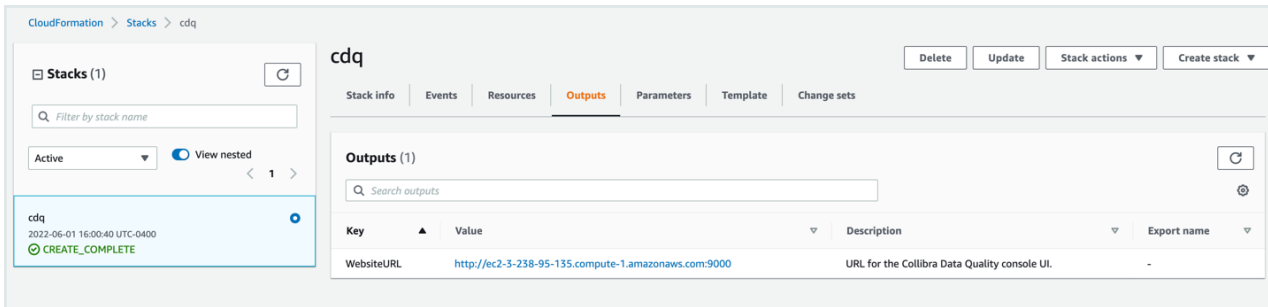 CloudFormation > Stacks > cdq
Stacks (1)
Filter by stack name
Active
View nested
< 1 >
cdq
2022-06-01 16:00:40 UTC-0400
CREATE_COMPLETE
cdq
Delete Update Stack actions Create stack
Stack info Events Resources Outputs Parameters Template Change sets
Outputs (1)
Search outputs
Key Value Description Export name
WebsiteURL http://ec2-3-238-95-135.compute-1.amazonaws.com:9000 URL for the Collibra Data Quality console UI. -